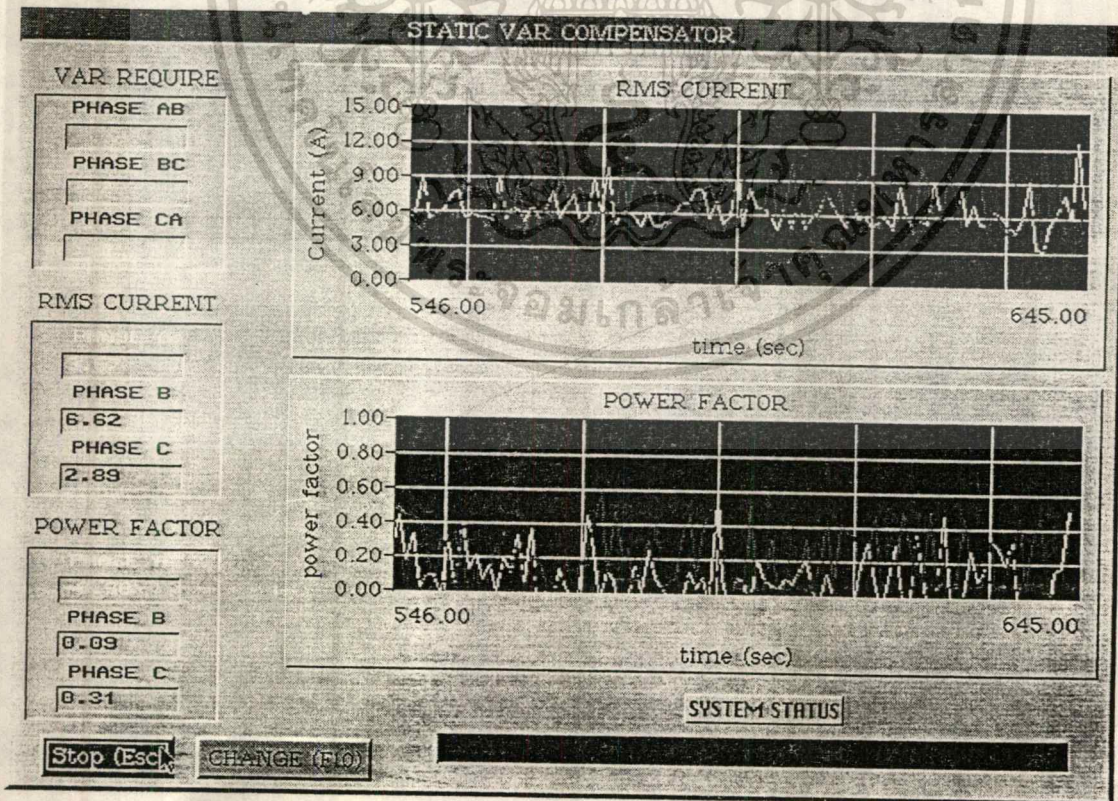 STATIC VAR COMPENSATOR
VAR REQUIRE
PHASE AB
PHASE BC
PHASE CA
RMS CURRENT
PHASE B
6.62
PHASE C
2.89
POWER FACTOR
PHASE B
0.09
PHASE C
0.31
Stop (Esc
CHANGE (F10)
RMS CURRENT
Current (A)
15.00
12.00
9.00
6.00
3.00
0.00
546.00
645.00
time (sec)
POWER FACTOR
power factor
1.00
0.80
0.60
0.40
0.20
0.00
546.00
645.00
time (sec)
SYSTEM STATUS